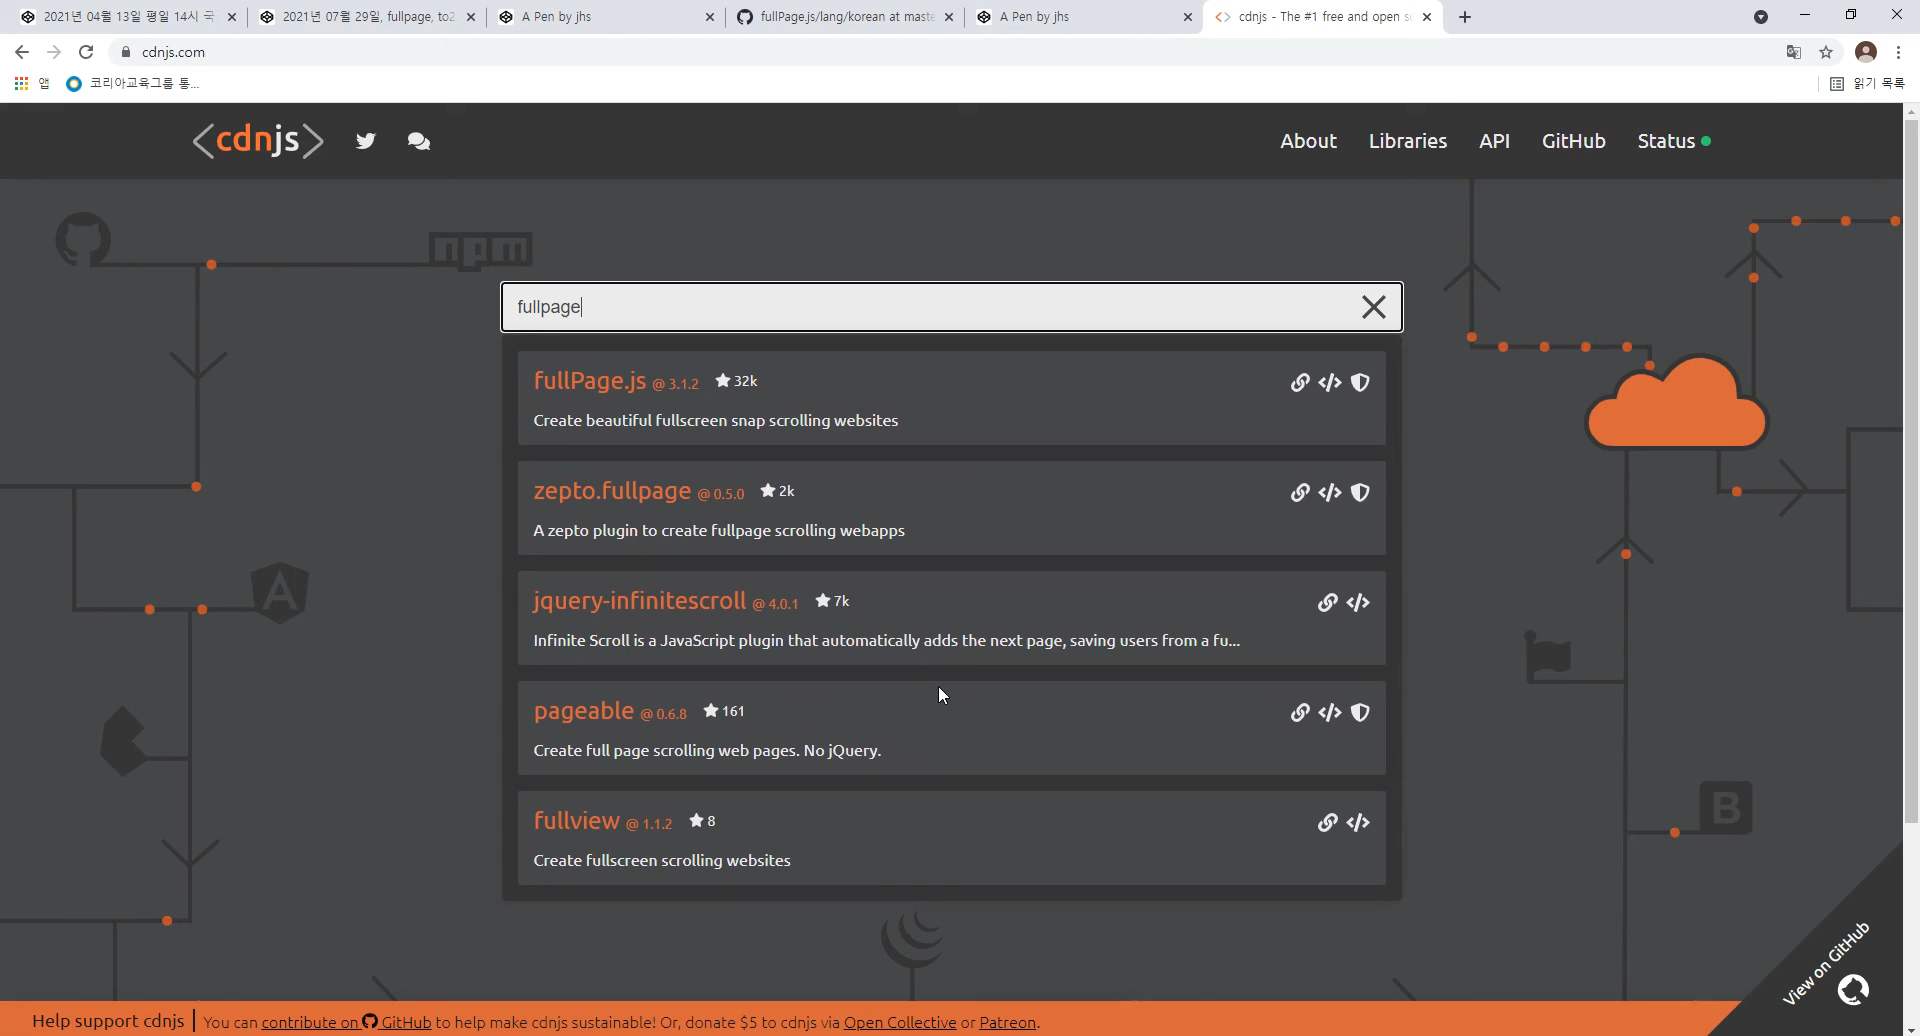 2021년 04월 13일 평일 14시 국
2021년 07월 29일, fullpage, to2
A Pen by jhs
fullPage.js/lang/korean at maste
A Pen by jhs
cdnjs - The #1 free and open so
cdnjs.com
앱
코리아교육그룹 통...
읽기 목록
<cdnjs>
About
Libraries
API
GitHub
Status
npm
fullpage
fullPage.js @ 3.1.2 32k
Create beautiful fullscreen snap scrolling websites
zepto.fullpage @ 0.5.0 2k
A zepto plugin to create fullpage scrolling webapps
jquery-infinitescroll @ 4.0.1 7k
Infinite Scroll is a JavaScript plugin that automatically adds the next page, saving users from a fu...
pageable @ 0.6.8 161
Create full page scrolling web pages. No jQuery.
fullview @ 1.1.2 8
Create fullscreen scrolling websites
A
B
View on GitHub
Help support cdnjs
You can contribute on GitHub to help make cdnjs sustainable! Or, donate $5 to cdnjs via Open Collective or Patreon.